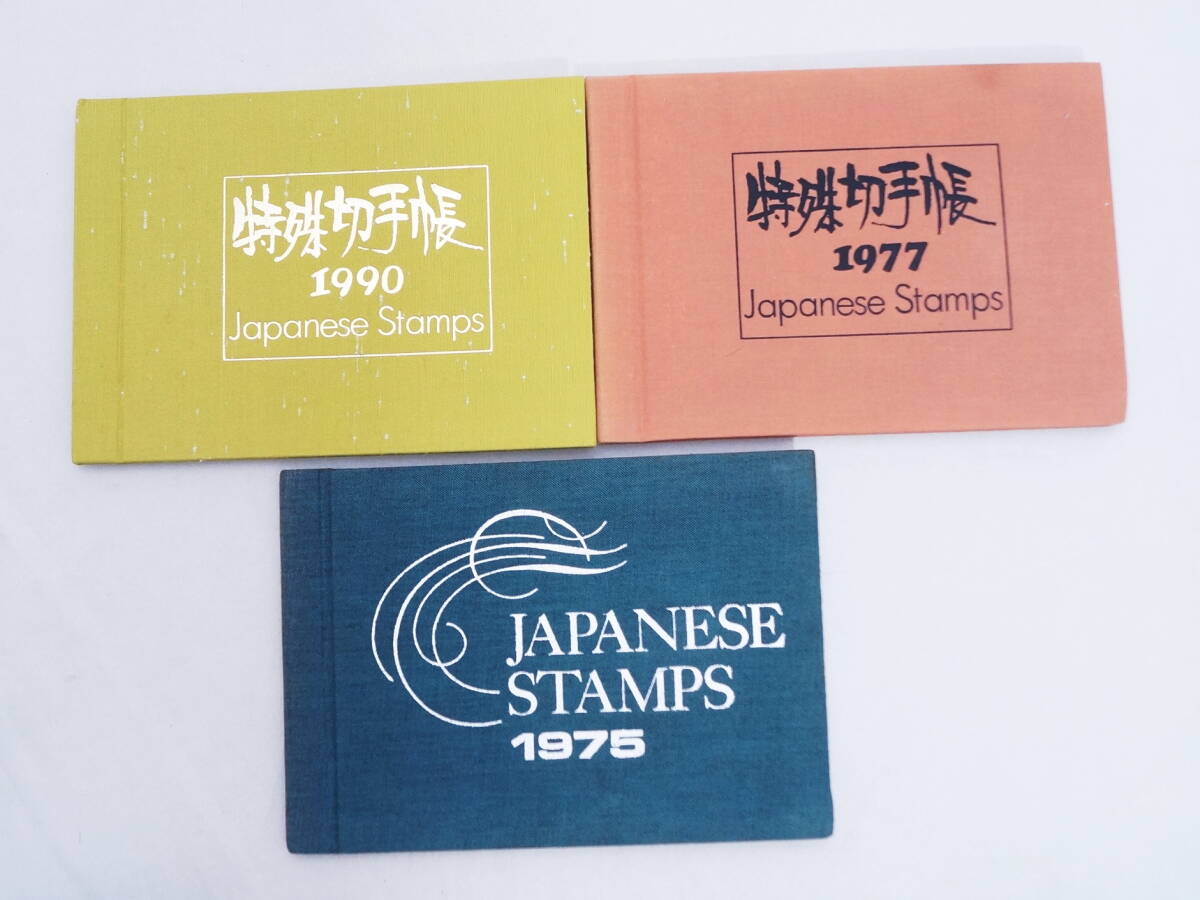 特殊切手帳
1990
Japanese Stamps
特殊切手帳
1977
Japanese Stamps
JAPANESE
STAMPS
1975